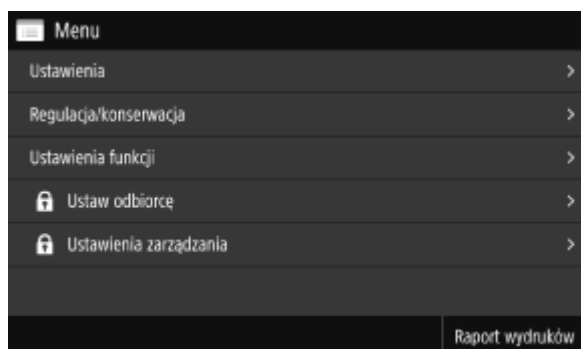 Menu
Ustawienia
Regulacja/konserwacja
Ustawienia funkcji
Ustaw odbiorcę
Ustawienia zarządzania
Raport wydruków